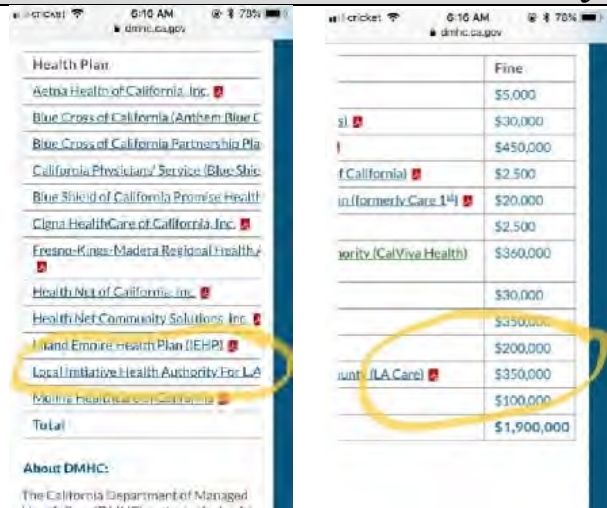 cricket 6:16 AM 78%
dmhc.ca.gov
Health Plan
Aetna Health of California, Inc.
Blue Cross of California (Anthem Blue C
Blue Cross of California Partnership Pla
California Physicians' Service (Blue Shie
Blue Shield of California Promise Health
Cigna HealthCare of California, Inc.
Fresno-Kings-Madera Regional Health A
Health Net of California, Inc.
Health Net Community Solutions, Inc.
Inland Empire Health Plan (IEHP)
Local Initiative Health Authority For L.A
Molina Healthcare of California
Total
About DMHC:
The California Department of Managed
cricket 6:16 AM 78%
dmhc.ca.gov
Fine
$5,000
s) $30,000
$450,000
f California) $2,500
in (formerly Care 1st) $20,000
$2,500
hority (CalViva Health) $360,000
$30,000
$350,000
$200,000
unty (LA Care) $350,000
$100,000
$1,900,000